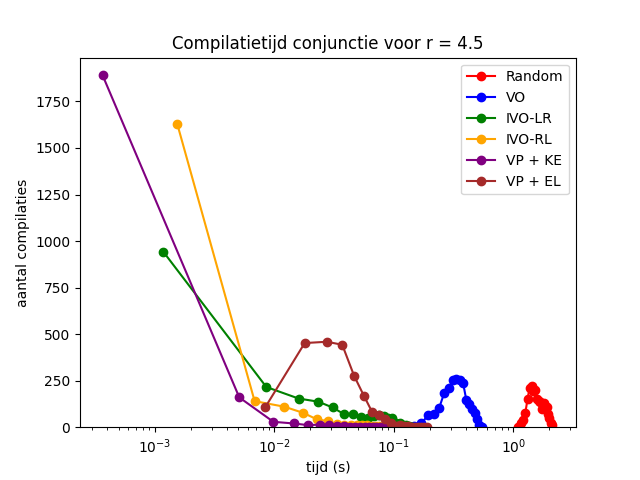 Compilatietijd conjunctie voor r = 4.5
aantal compilaties
1750
1500
1250
1000
750
500
250
0
10⁻³
10⁻²
10⁻¹
10⁰
tijd (s)
Random
VO
IVO-LR
IVO-RL
VP + KE
VP + EL